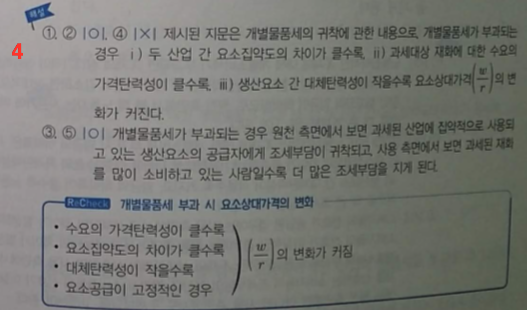 해설
①, ② |O|, ④ |×| 제시된 지문은 개별물품세의 귀착에 관한 내용으로, 개별물품세가 부과되는
4
경우 ⅰ) 두 산업 간 요소집약도의 차이가 클수록, ⅱ) 과세대상 재화에 대한 수요의
가격탄력성이 클수록, ⅲ) 생산요소 간 대체탄력성이 작을수록 요소상대가격(w/r)의 변
화가 커진다.
③, ⑤ |O| 개별물품세가 부과되는 경우 원천 측면에서 보면 과세된 산업에 집약적으로 사용되
고 있는 생산요소의 공급자에게 조세부담이 귀착되고, 사용 측면에서 보면 과세된 재화
를 많이 소비하고 있는 사람일수록 더 많은 조세부담을 지게 된다.
ReCheck 개별물품세 부과 시 요소상대가격의 변화
• 수요의 가격탄력성이 클수록
• 요소집약도의 차이가 클수록
• 대체탄력성이 작을수록
• 요소공급이 고정적인 경우
(w/r)의 변화가 커짐